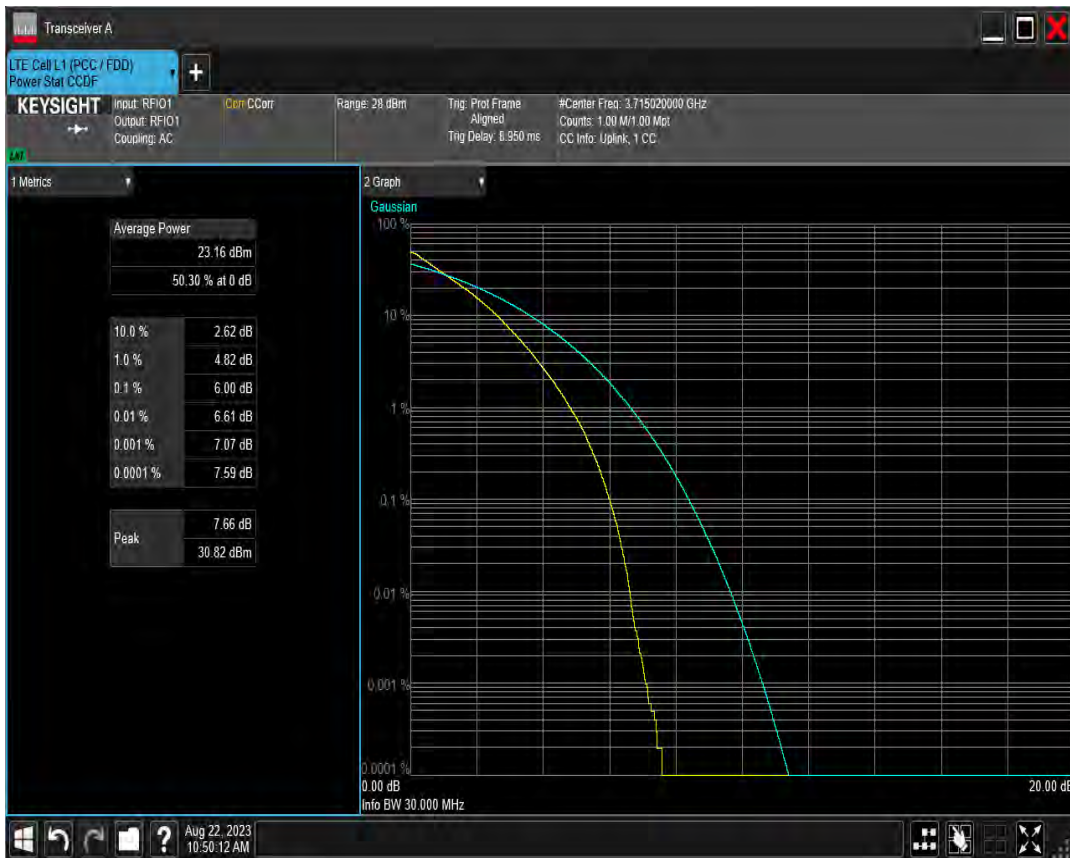 Transceiver A
LTE Cell L1 (PCC / FDD)
Power Stat CCDF
+
KEYSIGHT
Input: RFIO1
Output: RFIO1
Coupling: AC
Corr CCorr
Range: 28 dBm
Trig: Prot Frame
Aligned
Trig Delay: 8.950 ms
#Center Freq: 3.715020000 GHz
Counts: 1.00 M/1.00 Mpt
CC Info: Uplink, 1 CC
1 Metrics
Average Power
23.16 dBm
50.30 % at 0 dB
10.0 % 2.62 dB
1.0 % 4.82 dB
0.1 % 6.00 dB
0.01 % 6.61 dB
0.001 % 7.07 dB
0.0001 % 7.59 dB
Peak
7.66 dB
30.82 dBm
2 Graph
Gaussian
100 %
10 %
1 %
0.1 %
0.01 %
0.001 %
0.0001 %
0.00 dB 20.00 dB
Info BW 30.000 MHz
?
Aug 22, 2023
10:50:12 AM